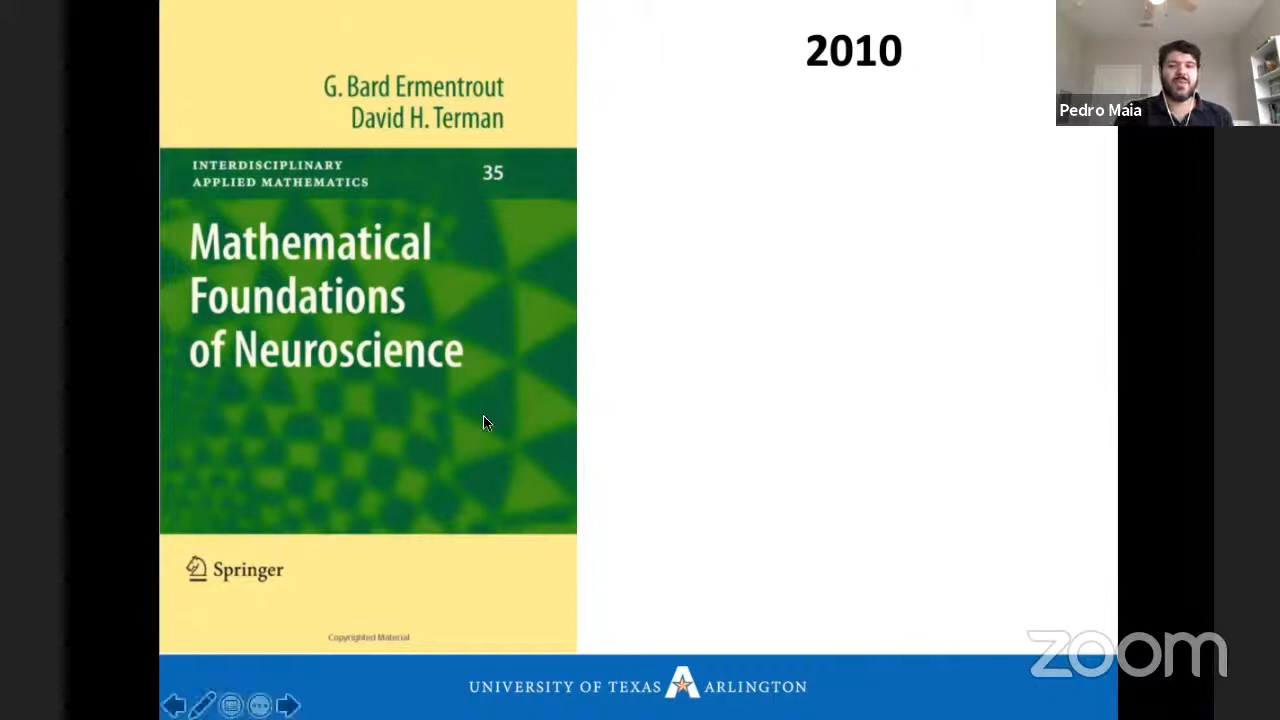 G. Bard Ermentrout
David H. Terman
INTERDISCIPLINARY
APPLIED MATHEMATICS
35
Mathematical
Foundations
of Neuroscience
Springer
Copyrighted Material
2010
Pedro Maia
UNIVERSITY OF TEXAS A ARLINGTON
zoom